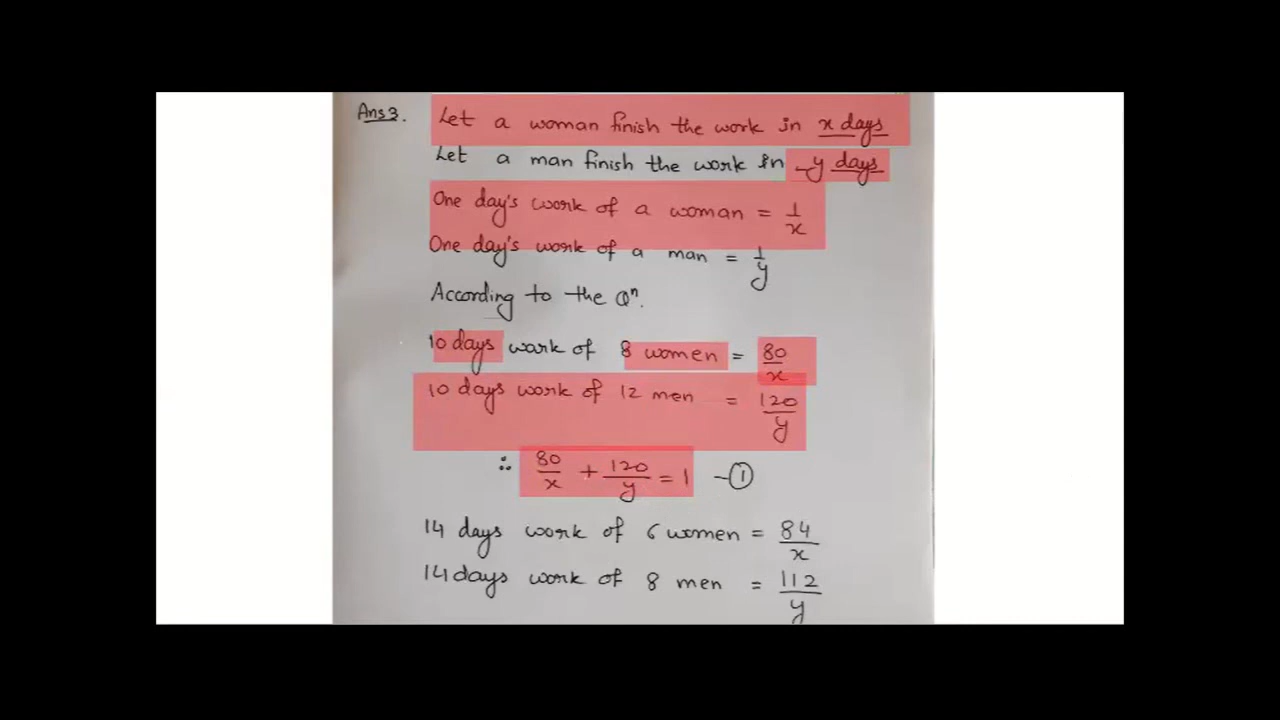 Ans 3.
Let a woman finish the work in x days
Let a man finish the work in y days
One day's work of a woman = 1/x
One day's work of a man = 1/y
According to the Qⁿ.
10 days work of 8 women = 80/x
10 days work of 12 men = 120/y
∴ 80/x + 120/y = 1 –①
14 days work of 6 women = 84/x
14 days work of 8 men = 112/y